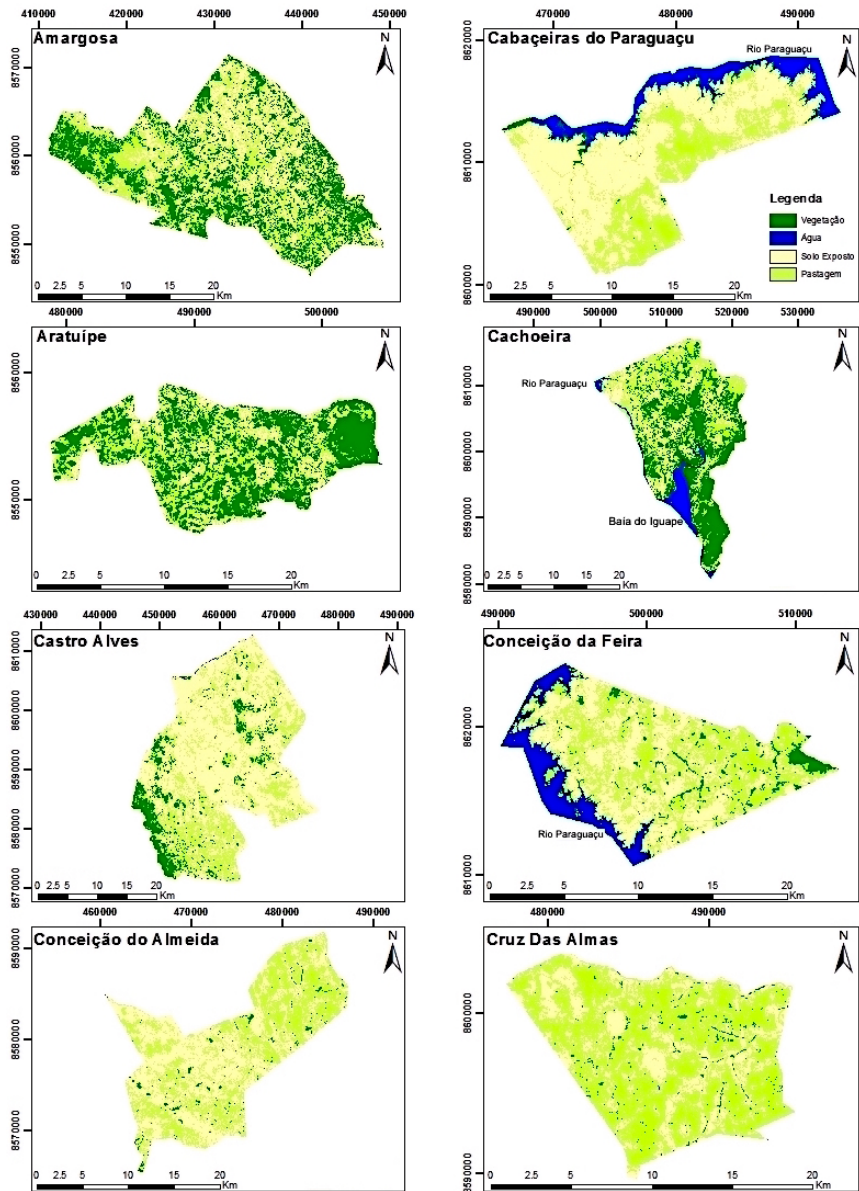 410000 420000 430000 440000 450000
Amargosa
N
8570000
8560000
8550000
0 2.5 5 10 15 20
Km
470000 480000 490000
Cabaçeiras do Paraguaçu
Rio Paraguaçu
N
8620000
8610000
8600000
Legenda
Vegetação
Água
Solo Exposto
Pastagem
0 2.5 5 10 15 20
Km
480000 490000 500000
Aratuípe
N
8560000
8550000
0 2.5 5 10 15 20
Km
490000 500000 510000 520000 530000
Cachoeira
N
Rio Paraguaçu
Baía do Iguape
8610000
8600000
8590000
8580000
0 2.5 5 10 15 20
Km
430000 440000 450000 460000 470000 480000 490000
Castro Alves
N
8610000
8600000
8590000
8580000
8570000
0 2.5 5 10 15 20
Km
490000 500000 510000
Conceição da Feira
N
8620000
8610000
Rio Paraguaçu
0 2.5 5 10 15 20
Km
460000 470000 480000 490000
Conceição do Almeida
N
8590000
8580000
8570000
0 2.5 5 10 15 20
Km
480000 490000
Cruz Das Almas
N
8600000
8590000
0 2.5 5 10 15 20
Km